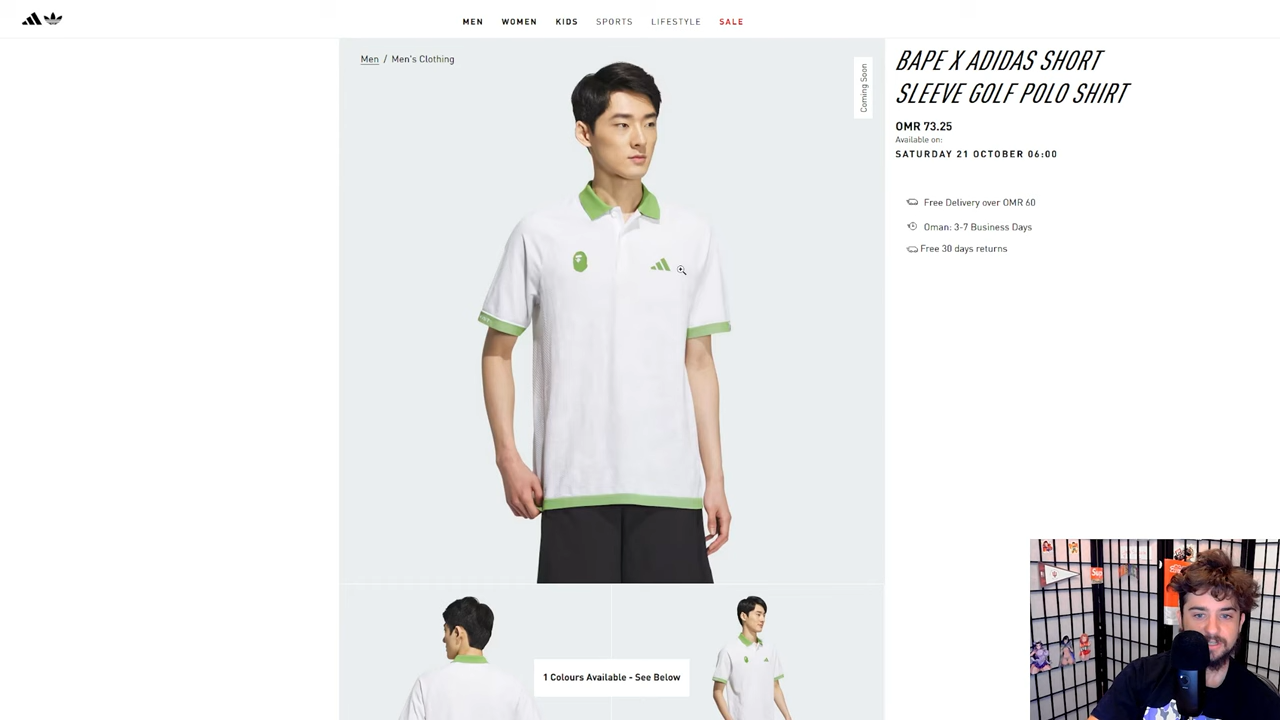 MEN WOMEN KIDS SPORTS LIFESTYLE SALE
Men / Men's Clothing
Coming Soon
BAPE X ADIDAS SHORT
SLEEVE GOLF POLO SHIRT
OMR 73.25
Available on:
SATURDAY 21 OCTOBER 06:00
Free Delivery over OMR 60
Oman: 3-7 Business Days
Free 30 days returns
1 Colours Available - See Below